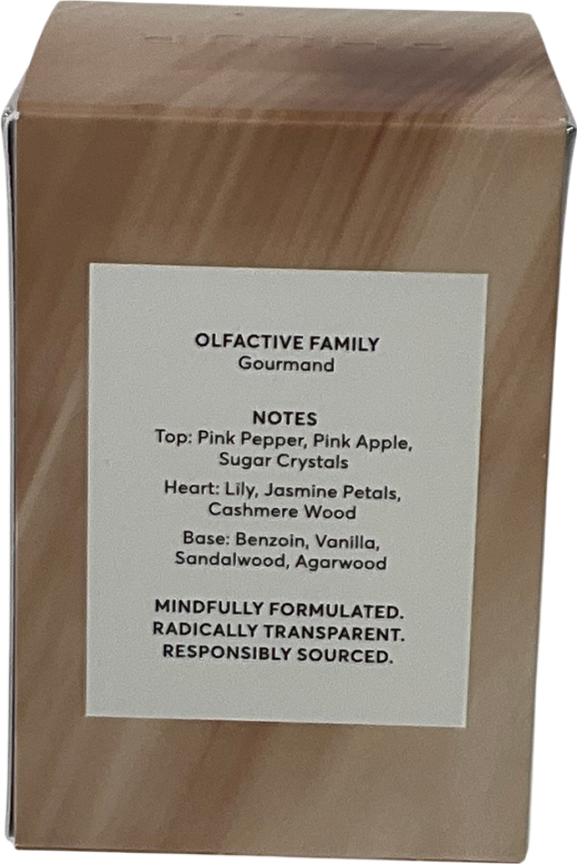 OLFACTIVE FAMILY
Gourmand
NOTES
Top: Pink Pepper, Pink Apple,
Sugar Crystals
Heart: Lily, Jasmine Petals,
Cashmere Wood
Base: Benzoin, Vanilla,
Sandalwood, Agarwood
MINDFULLY FORMULATED.
RADICALLY TRANSPARENT.
RESPONSIBLY SOURCED.